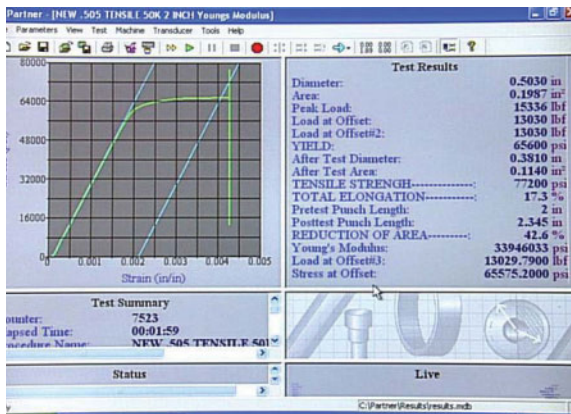 Partner - [NEW .505 TENSILE 50K 2 INCH Youngs Modulus]
Parameters View Test Machine Transducer Tools Help
80000
64000
48000
32000
16000
0
0.001
0.002
0.003
0.004
0.005
Strain (in/in)
Test Results
Diameter: 0.5030 in
Area: 0.1987 in²
Peak Load: 15336 lbf
Load at Offset: 13030 lbf
Load at Offset#2: 13030 lbf
YIELD: 65600 psi
After Test Diameter: 0.3810 in
After Test Area: 0.1140 in²
TENSILE STRENGH-------------: 77200 psi
TOTAL ELONGATION-----------: 17.3 %
Pretest Punch Length: 2 in
Posttest Punch Length: 2.345 in
REDUCTION OF AREA---------: 42.6 %
Young's Modulus: 33946033 psi
Load at Offset#3: 13029.7900 lbf
Stress at Offset: 65575.2000 psi
Test Summary
ounter: 7523
apsed Time: 00:01:59
ocedure Name: NEW .505 TENSILE 50
Status
Live
C:\Partner\Results\results.mdb